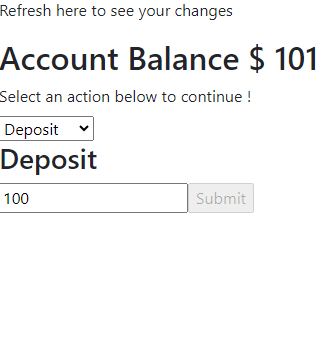 Refresh here to see your changes
Account Balance $ 101
Select an action below to continue !
Deposit
Deposit
100 Submit